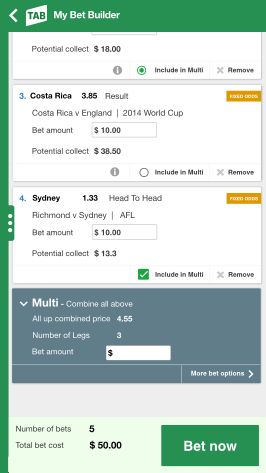 TAB My Bet Builder
Potential collect $ 18.00
Include in Multi Remove
3. Costa Rica 3.85 Result FIXED ODDS
Costa Rica v England | 2014 World Cup
Bet amount $ 10.00
Potential collect $ 38.50
Include in Multi Remove
4. Sydney 1.33 Head To Head FIXED ODDS
Richmond v Sydney | AFL
Bet amount $ 10.00
Potential collect $ 13.3
Include in Multi Remove
Multi - Combine all above
All up combined price 4.55
Number of Legs 3
Bet amount $
More bet options
Number of bets 5
Total bet cost $ 50.00
Bet now